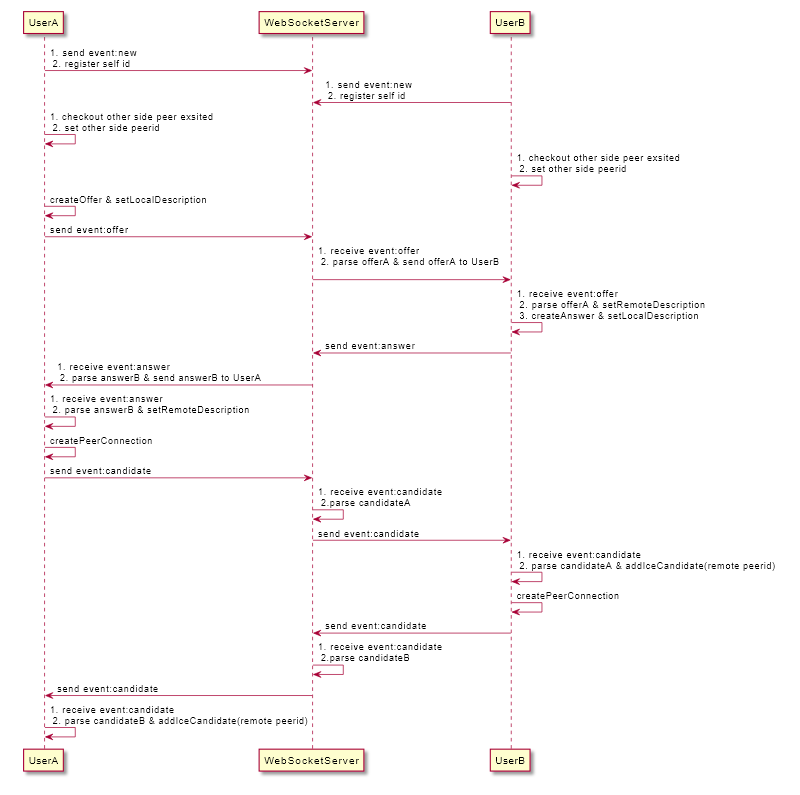 UserA
WebSocketServer
UserB
1. send event:new
2. register self id
1. send event:new
2. register self id
1. checkout other side peer exsited
2. set other side peerid
1. checkout other side peer exsited
2. set other side peerid
createOffer & setLocalDescription
send event:offer
1. receive event:offer
2. parse offerA & send offerA to UserB
1. receive event:offer
2. parse offerA & setRemoteDescription
3. createAnswer & setLocalDescription
send event:answer
1. receive event:answer
2. parse answerB & send answerB to UserA
1. receive event:answer
2. parse answerB & setRemoteDescription
createPeerConnection
send event:candidate
1. receive event:candidate
2.parse candidateA
send event:candidate
1. receive event:candidate
2. parse candidateA & addIceCandidate(remote peerid)
createPeerConnection
send event:candidate
1. receive event:candidate
2.parse candidateB
send event:candidate
1. receive event:candidate
2. parse candidateB & addIceCandidate(remote peerid)
UserA
WebSocketServer
UserB